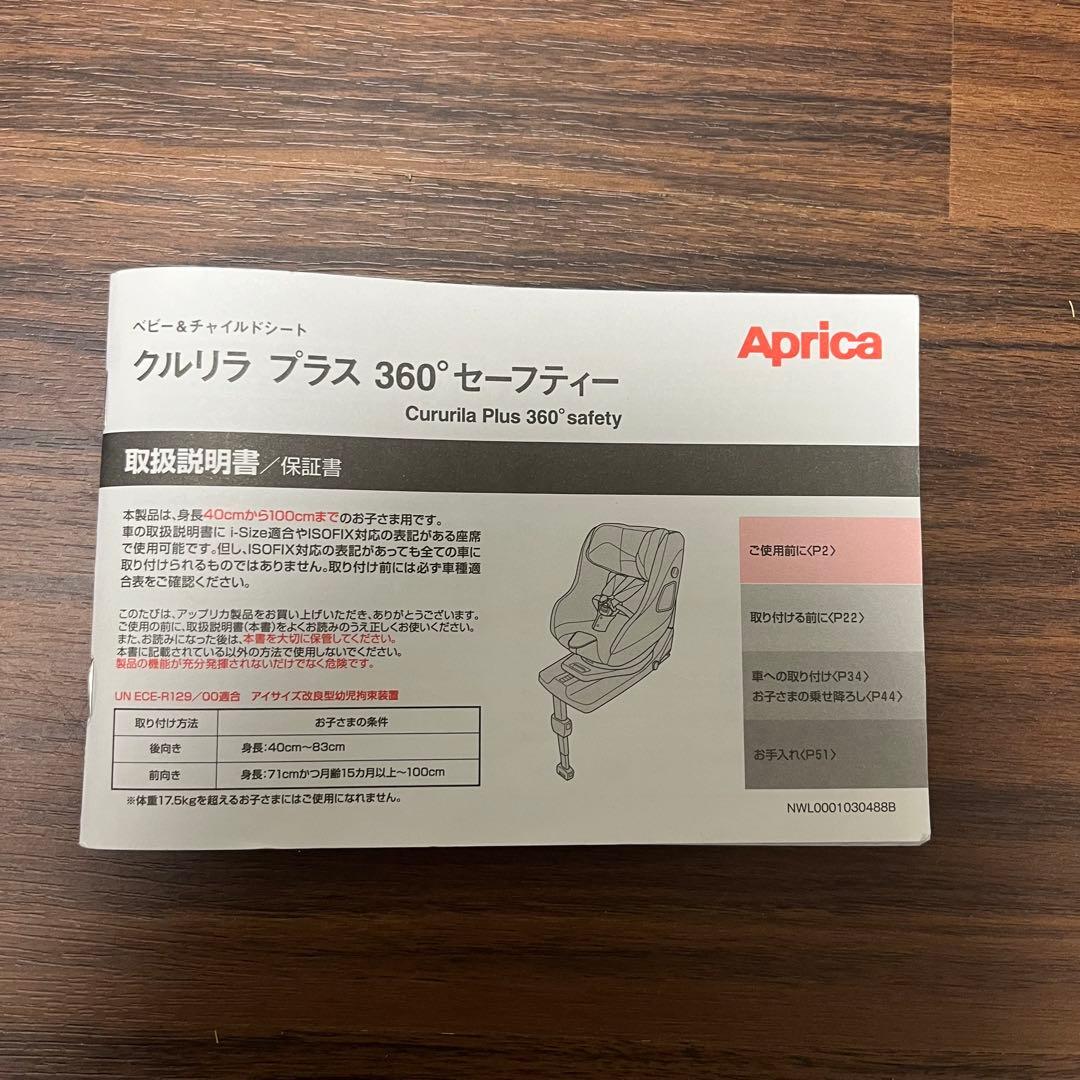 ベビー&チャイルドシート
クルリラ プラス 360°セーフティー
Cururila Plus 360°safety
Aprica
取扱説明書/保証書
本製品は、身長40cmから100cmまでのお子さま用です。
車の取扱説明書に i-Size適合やISOFIX対応の表記がある座席
で使用可能です。但し、ISOFIX対応の表記があっても全ての車に
取り付けられるものではありません。取り付け前には必ず車種適
合表をご確認ください。
このたびは、アップリカ製品をお買い上げいただき、ありがとうございます。
ご使用の前に、取扱説明書(本書)をよくお読みのうえ正しくお使いください。
また、お読みになった後は、本書を大切に保管してください。
本書に記載されている以外の方法で使用しないでください。
製品の機能が充分発揮されないだけでなく危険です。
UN ECE-R129/00適合 アイサイズ改良型幼児拘束装置
取り付け方法 お子さまの条件
後向き 身長:40cm〜83cm
前向き 身長:71cmかつ月齢15カ月以上〜100cm
※体重17.5kgを超えるお子さまにはご使用になれません。
ご使用前に〈P2〉
取り付ける前に〈P22〉
車への取り付け〈P34〉
お子さまの乗せ降ろし〈P44〉
お手入れ〈P51〉
NWL0001030488B